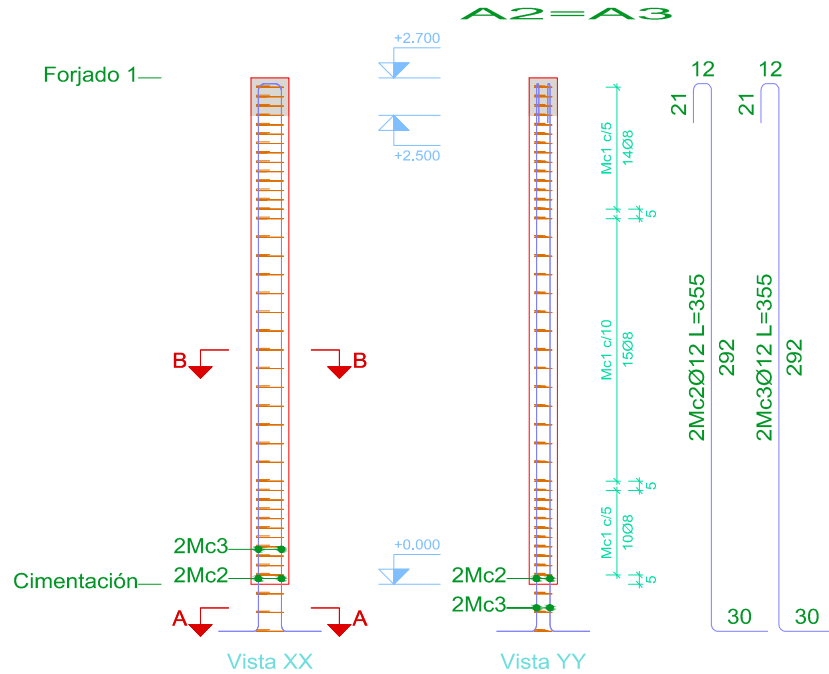 A2=A3
+2.700
Forjado 1
12
12
21
21
Mc1 c/5
14Ø8
+2.500
5
B
B
Mc1 c/10
15Ø8
2Mc2Ø12 L=355
292
2Mc3Ø12 L=355
292
5
Mc1 c/5
10Ø8
2Mc3
+0.000
Cimentación
2Mc2
2Mc2
5
2Mc3
A
A
30
30
Vista XX
Vista YY